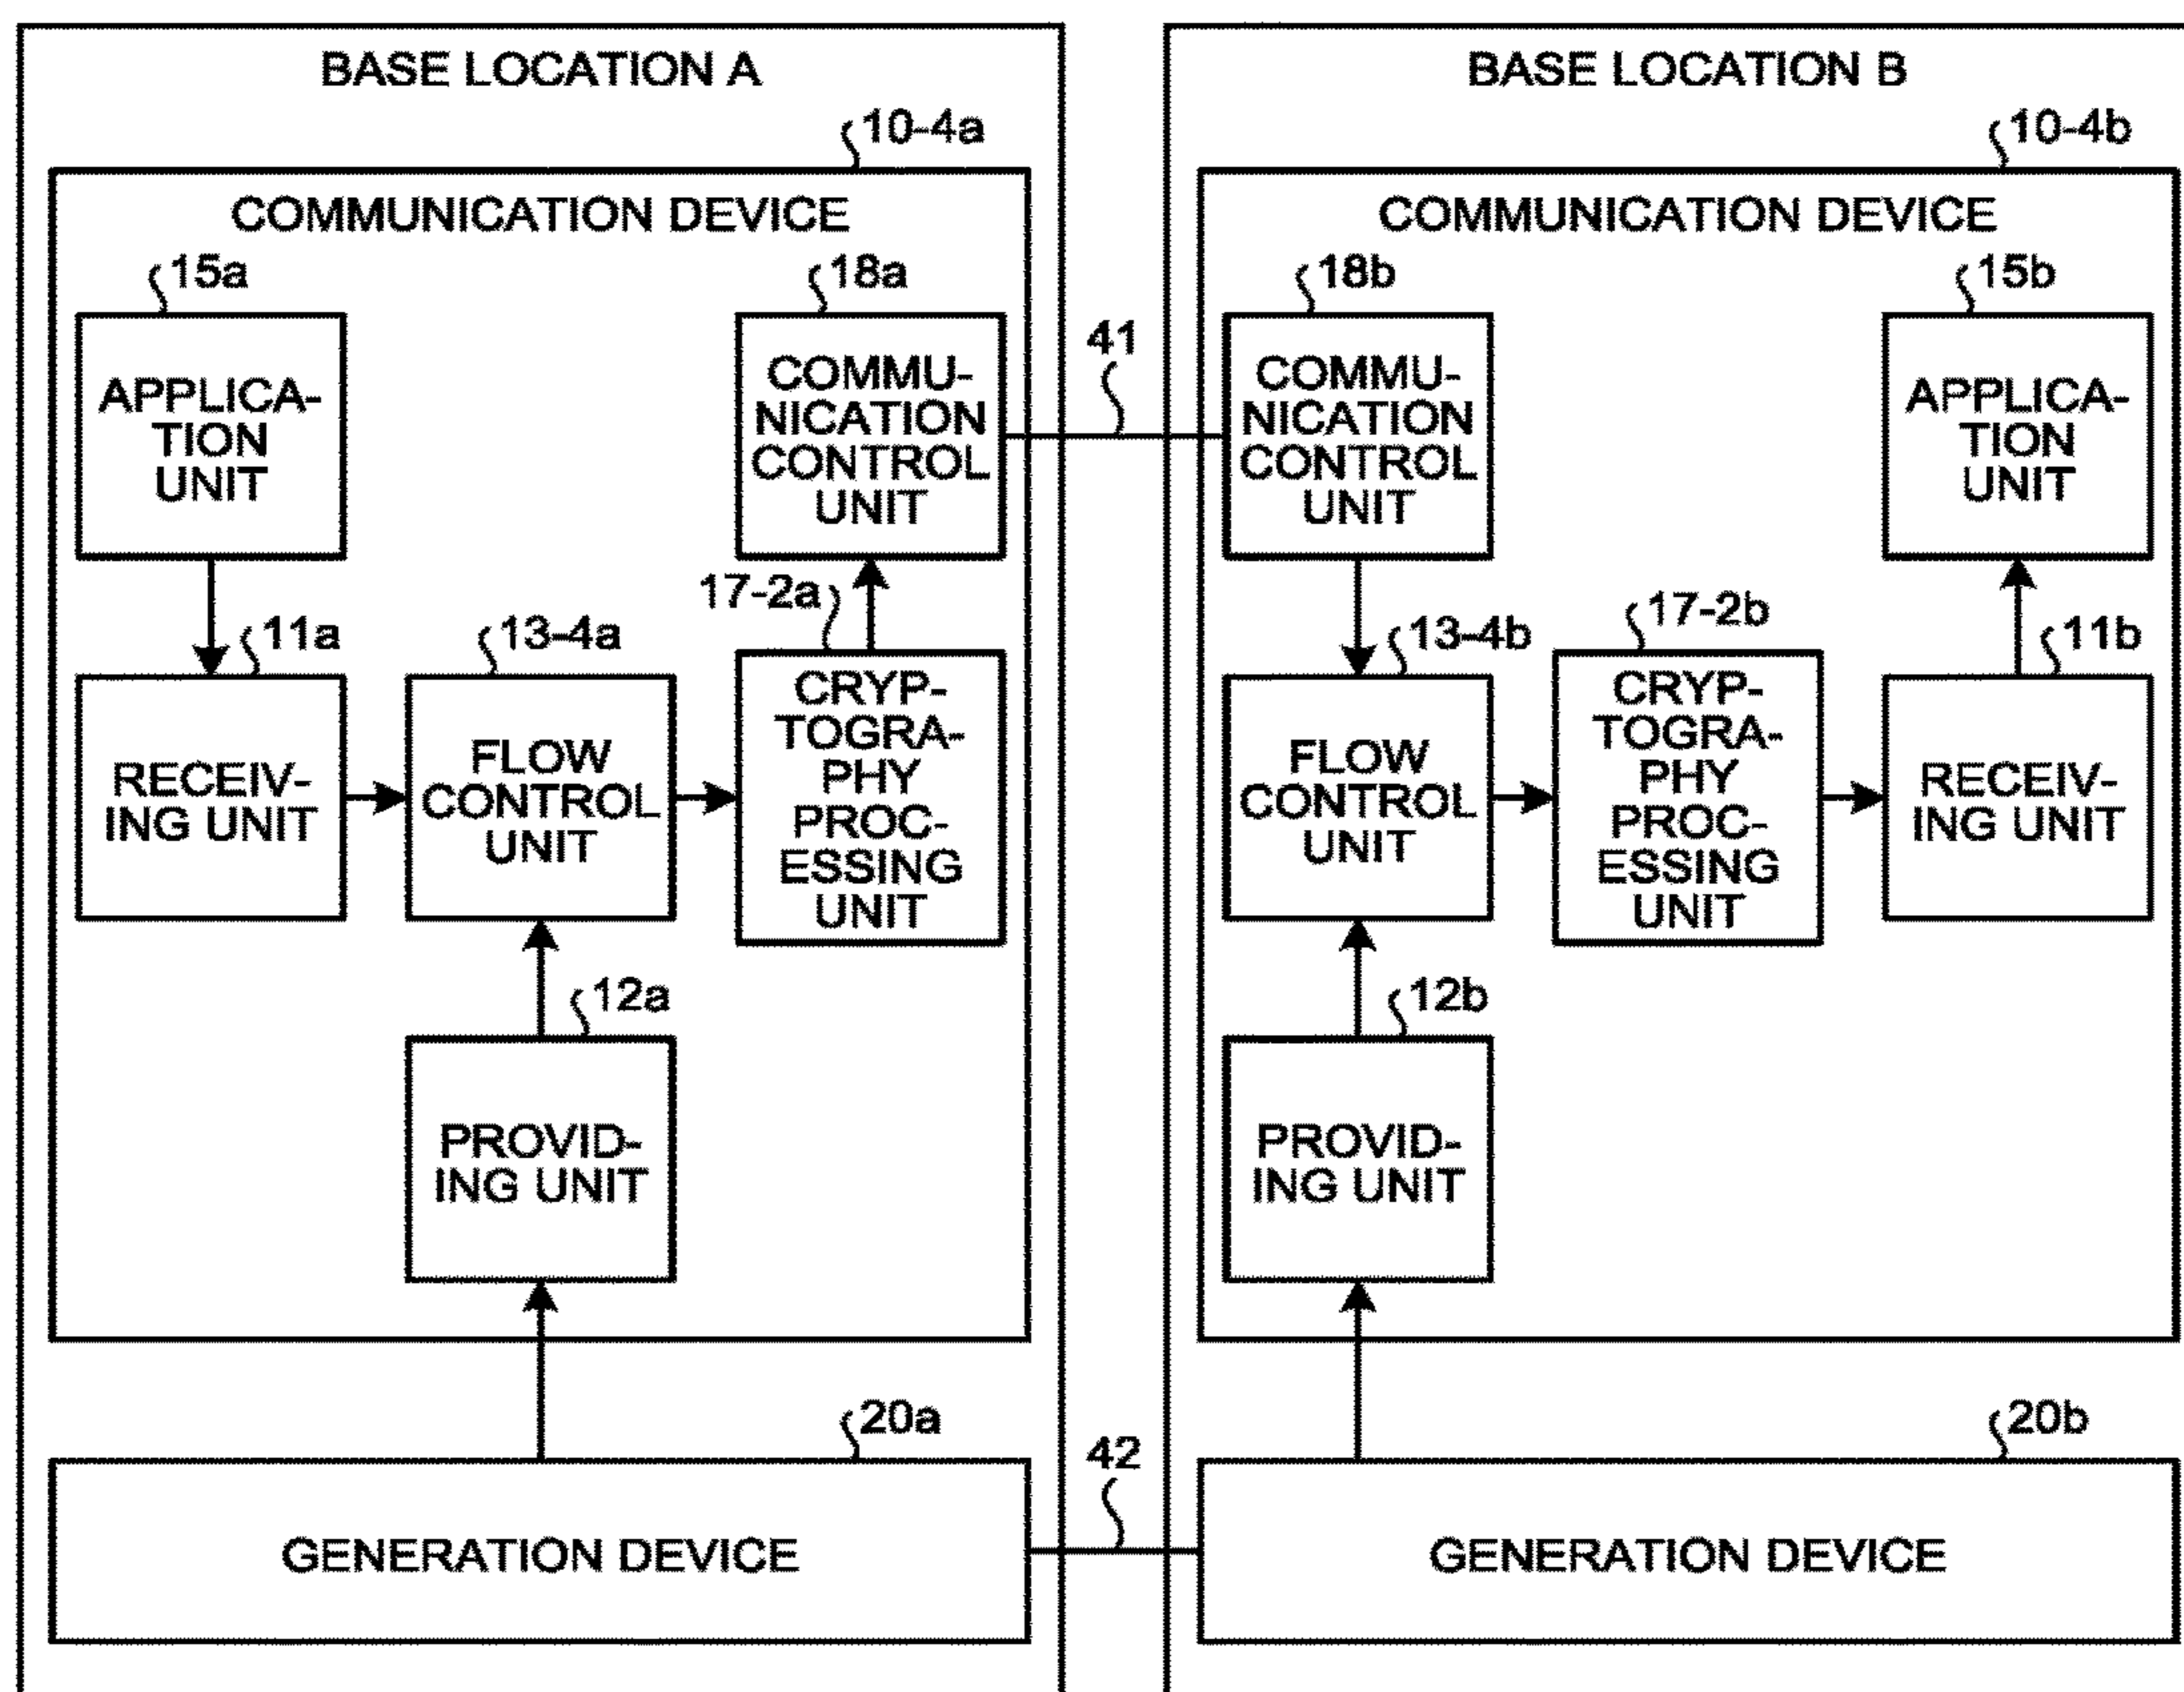 BASE LOCATION A
10-4a
COMMUNICATION DEVICE
15a
APPLICA-
TION
UNIT
18a
COMMU-
NICATION
CONTROL
UNIT
11a
RECEIV-
ING UNIT
13-4a
FLOW
CONTROL
UNIT
17-2a
CRYP-
TOGRA-
PHY
PROC-
ESSING
UNIT
12a
PROVID-
ING UNIT
20a
GENERATION DEVICE
41
42
BASE LOCATION B
10-4b
COMMUNICATION DEVICE
18b
COMMU-
NICATION
CONTROL
UNIT
15b
APPLICA-
TION
UNIT
13-4b
FLOW
CONTROL
UNIT
17-2b
CRYP-
TOGRA-
PHY
PROC-
ESSING
UNIT
11b
RECEIV-
ING UNIT
12b
PROVID-
ING UNIT
20b
GENERATION DEVICE